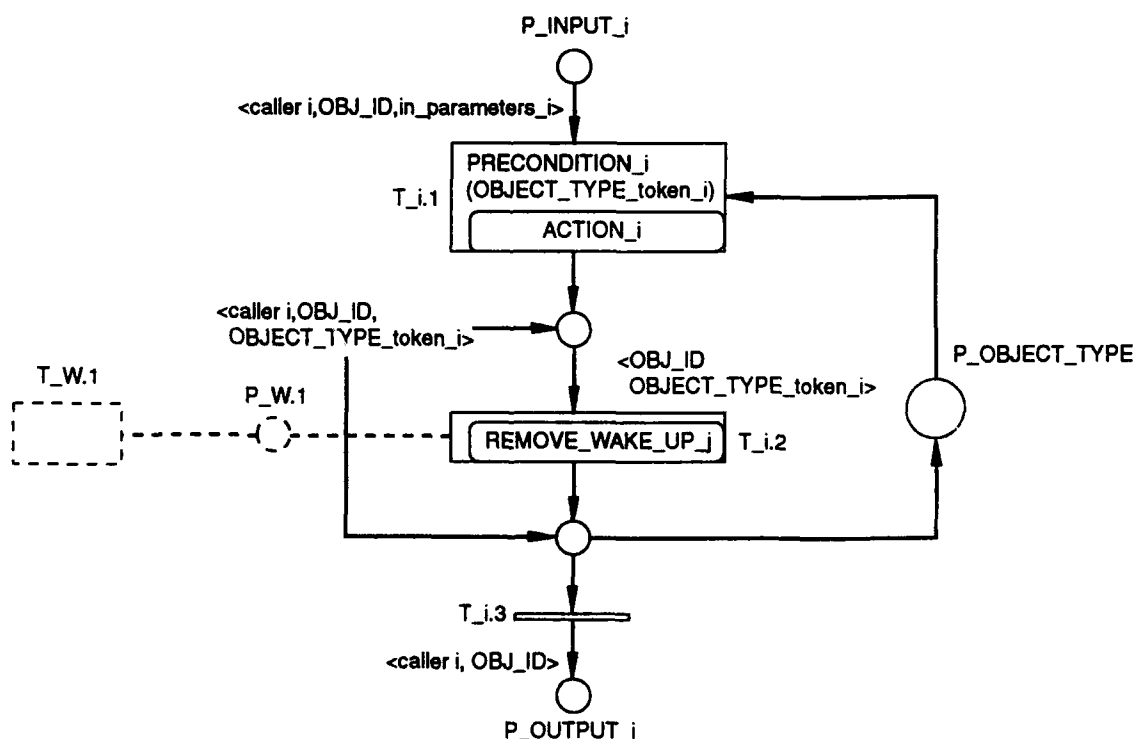 P_INPUT_i
<caller i,OBJ_ID,in_parameters_i>
PRECONDITION_i
(OBJECT_TYPE_token_i)
T_i.1
ACTION_i
<caller i,OBJ_ID,
OBJECT_TYPE_token_i>
<OBJ_ID
OBJECT_TYPE_token_i>
P_OBJECT_TYPE
T_W.1
P_W.1
REMOVE_WAKE_UP_j
T_i.2
T_i.3
<caller i, OBJ_ID>
P_OUTPUT_i